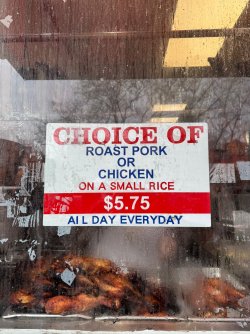 CHOICE OF
ROAST PORK
OR
CHICKEN
ON A SMALL RICE
$5.75
ALL DAY EVERYDAY